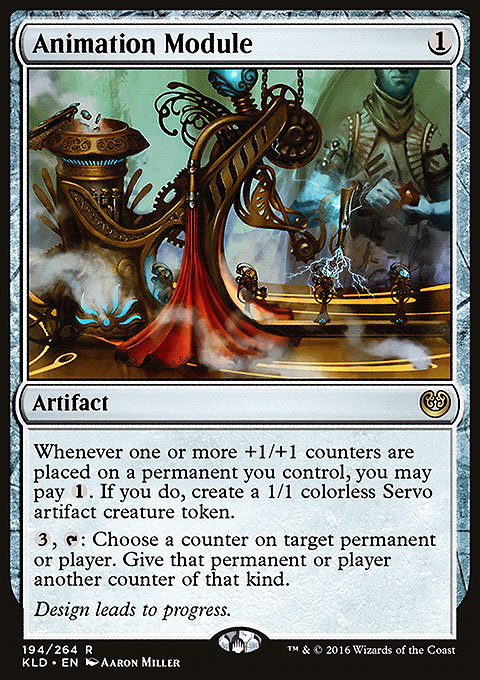 Animation Module 1
Artifact
Whenever one or more +1/+1 counters are
placed on a permanent you control, you may
pay 1. If you do, create a 1/1 colorless Servo
artifact creature token.
3, : Choose a counter on target permanent
or player. Give that permanent or player
another counter of that kind.
Design leads to progress.
194/264 R
KLD • EN Aaron Miller
™ & © 2016 Wizards of the Coast